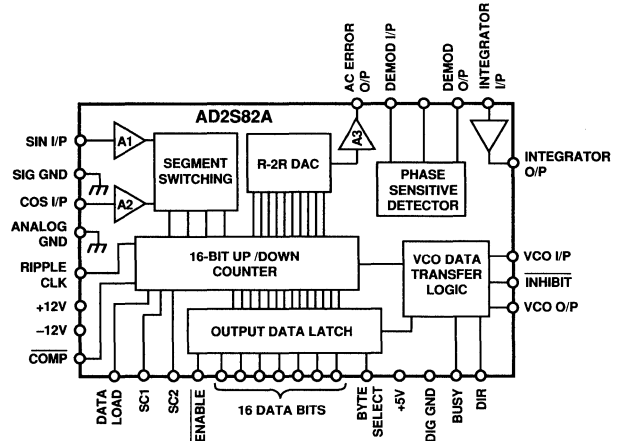 AC ERROR
O/P
DEMOD I/P
DEMOD
O/P
INTEGRATOR
I/P
AD2S82A
SIN I/P
A1
SEGMENT
SWITCHING
R-2R DAC
A3
PHASE
SENSITIVE
DETECTOR
INTEGRATOR
O/P
SIG GND
COS I/P
A2
ANALOG
GND
16-BIT UP/DOWN
COUNTER
VCO DATA
TRANSFER
LOGIC
VCO I/P
INHIBIT
VCO O/P
RIPPLE
CLK
+12V
–12V
COMP
OUTPUT DATA LATCH
DATA
LOAD
SC1
SC2
ENABLE
16 DATA BITS
BYTE
SELECT
+5V
DIG GND
BUSY
DIR